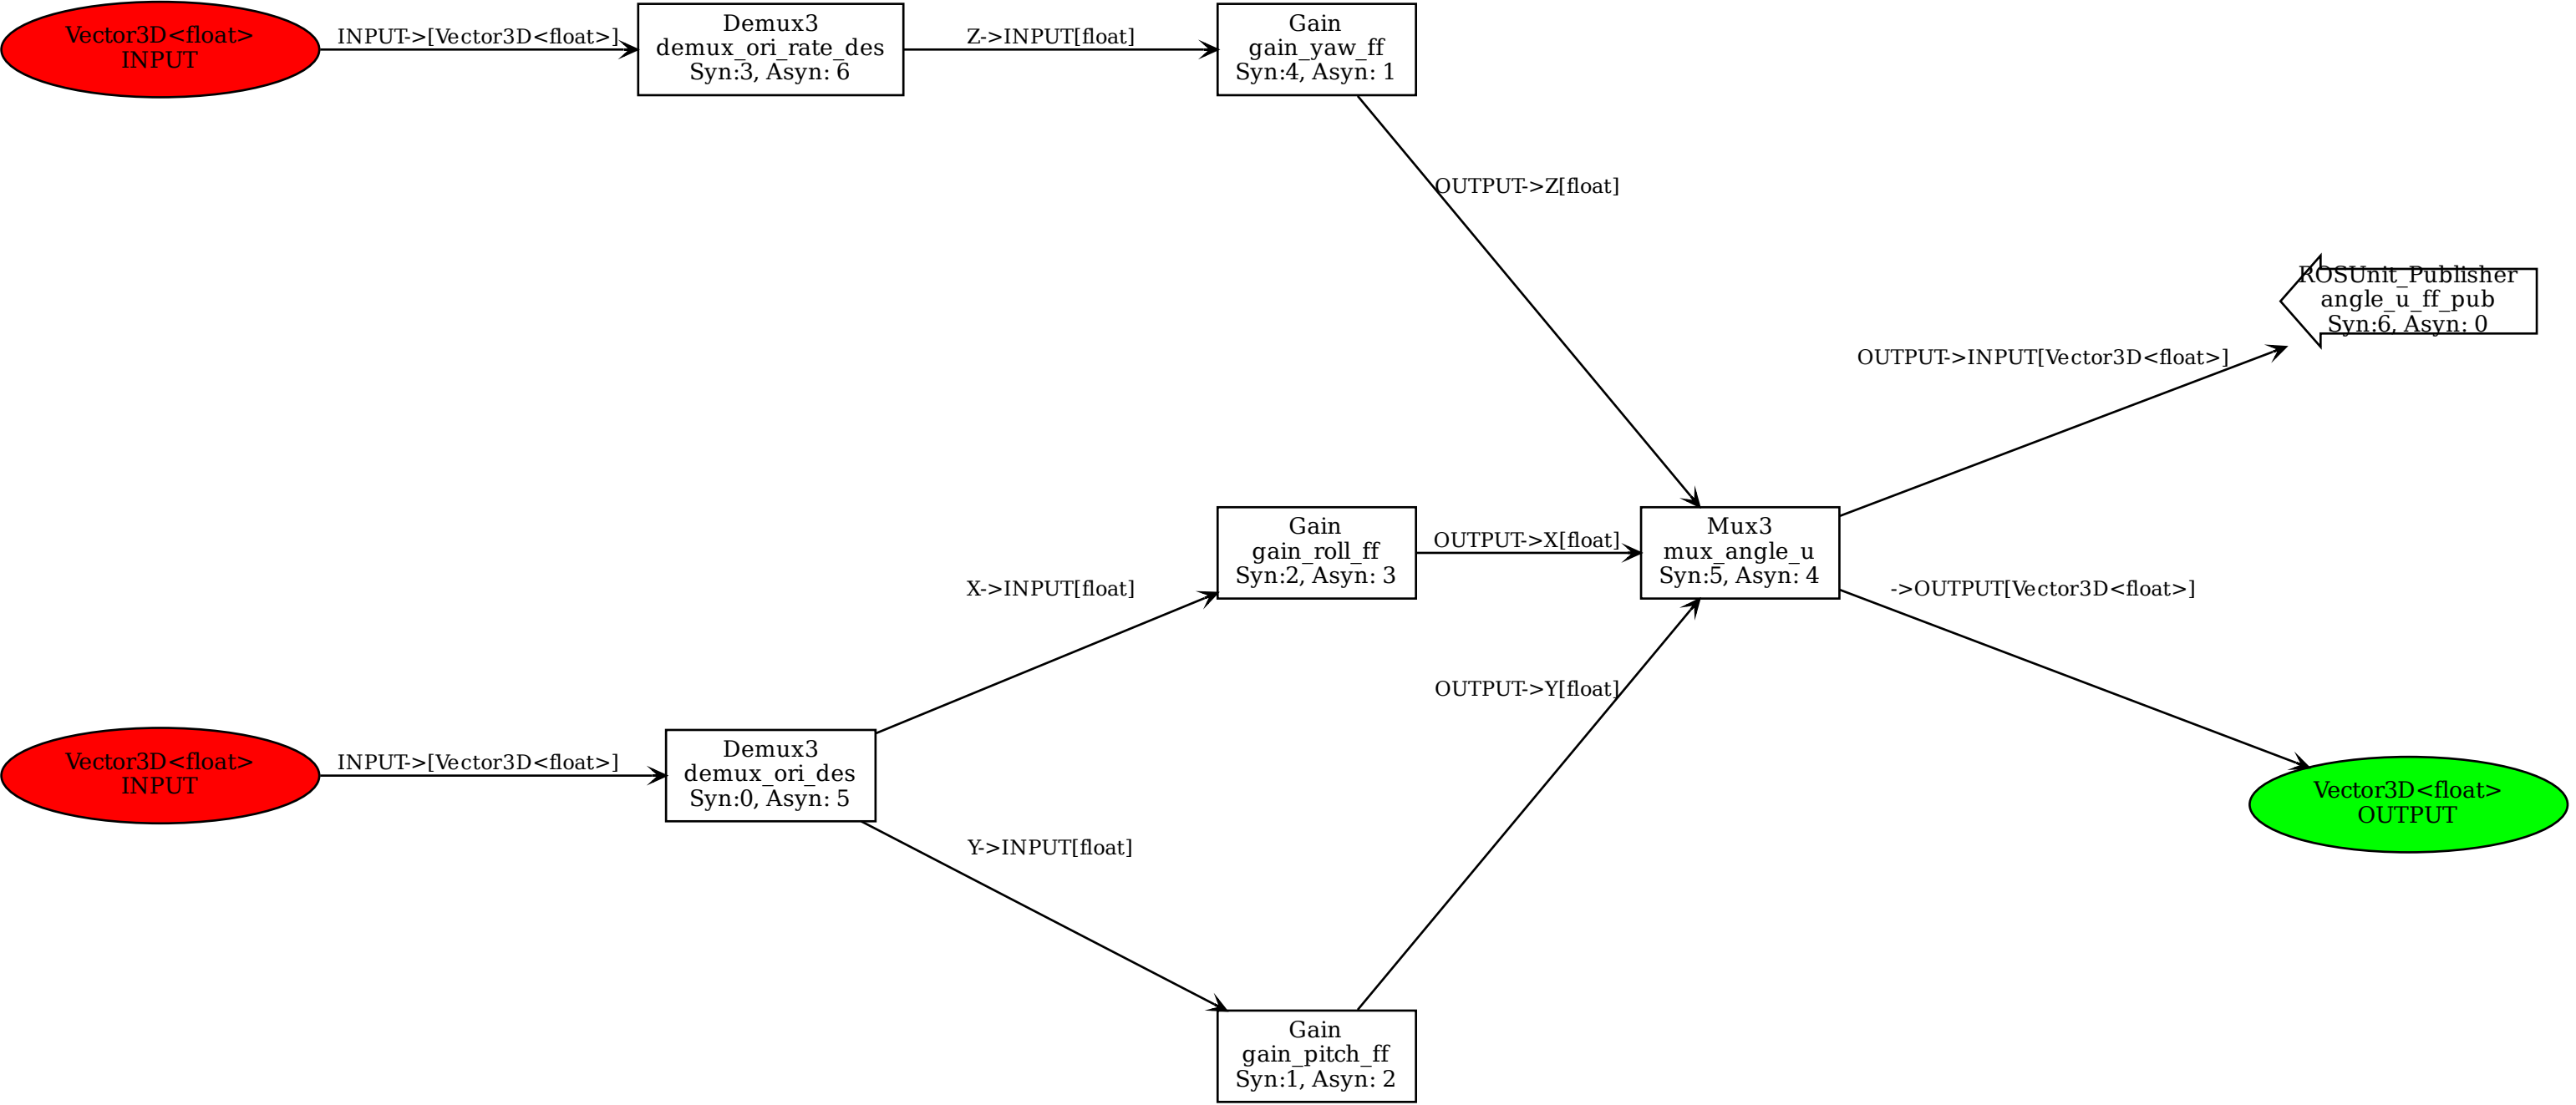 Vector3D<float>
INPUT
INPUT->[Vector3D<float>]
Demux3
demux_ori_rate_des
Syn:3, Asyn: 6
Z->INPUT[float]
Gain
gain_yaw_ff
Syn:4, Asyn: 1
OUTPUT->Z[float]
ROSUnit_Publisher
angle_u_ff_pub
Syn:6, Asyn: 0
OUTPUT->INPUT[Vector3D<float>]
Gain
gain_roll_ff
Syn:2, Asyn: 3
OUTPUT->X[float]
Mux3
mux_angle_u
Syn:5, Asyn: 4
X->INPUT[float]
->OUTPUT[Vector3D<float>]
OUTPUT->Y[float]
Vector3D<float>
INPUT
INPUT->[Vector3D<float>]
Demux3
demux_ori_des
Syn:0, Asyn: 5
Vector3D<float>
OUTPUT
Y->INPUT[float]
Gain
gain_pitch_ff
Syn:1, Asyn: 2